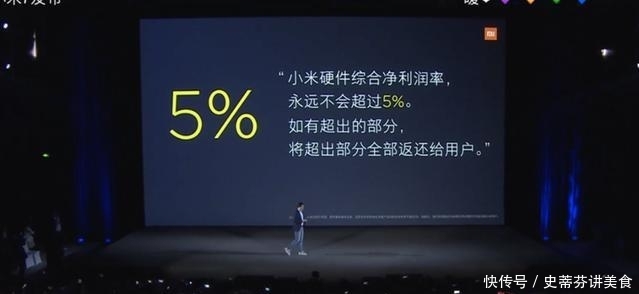 mi
5%
“小米硬件综合净利润率，
永远不会超过5%。
如有超出的部分，
将超出部分全部返还给用户。”
快传号 / 史蒂芬讲美食